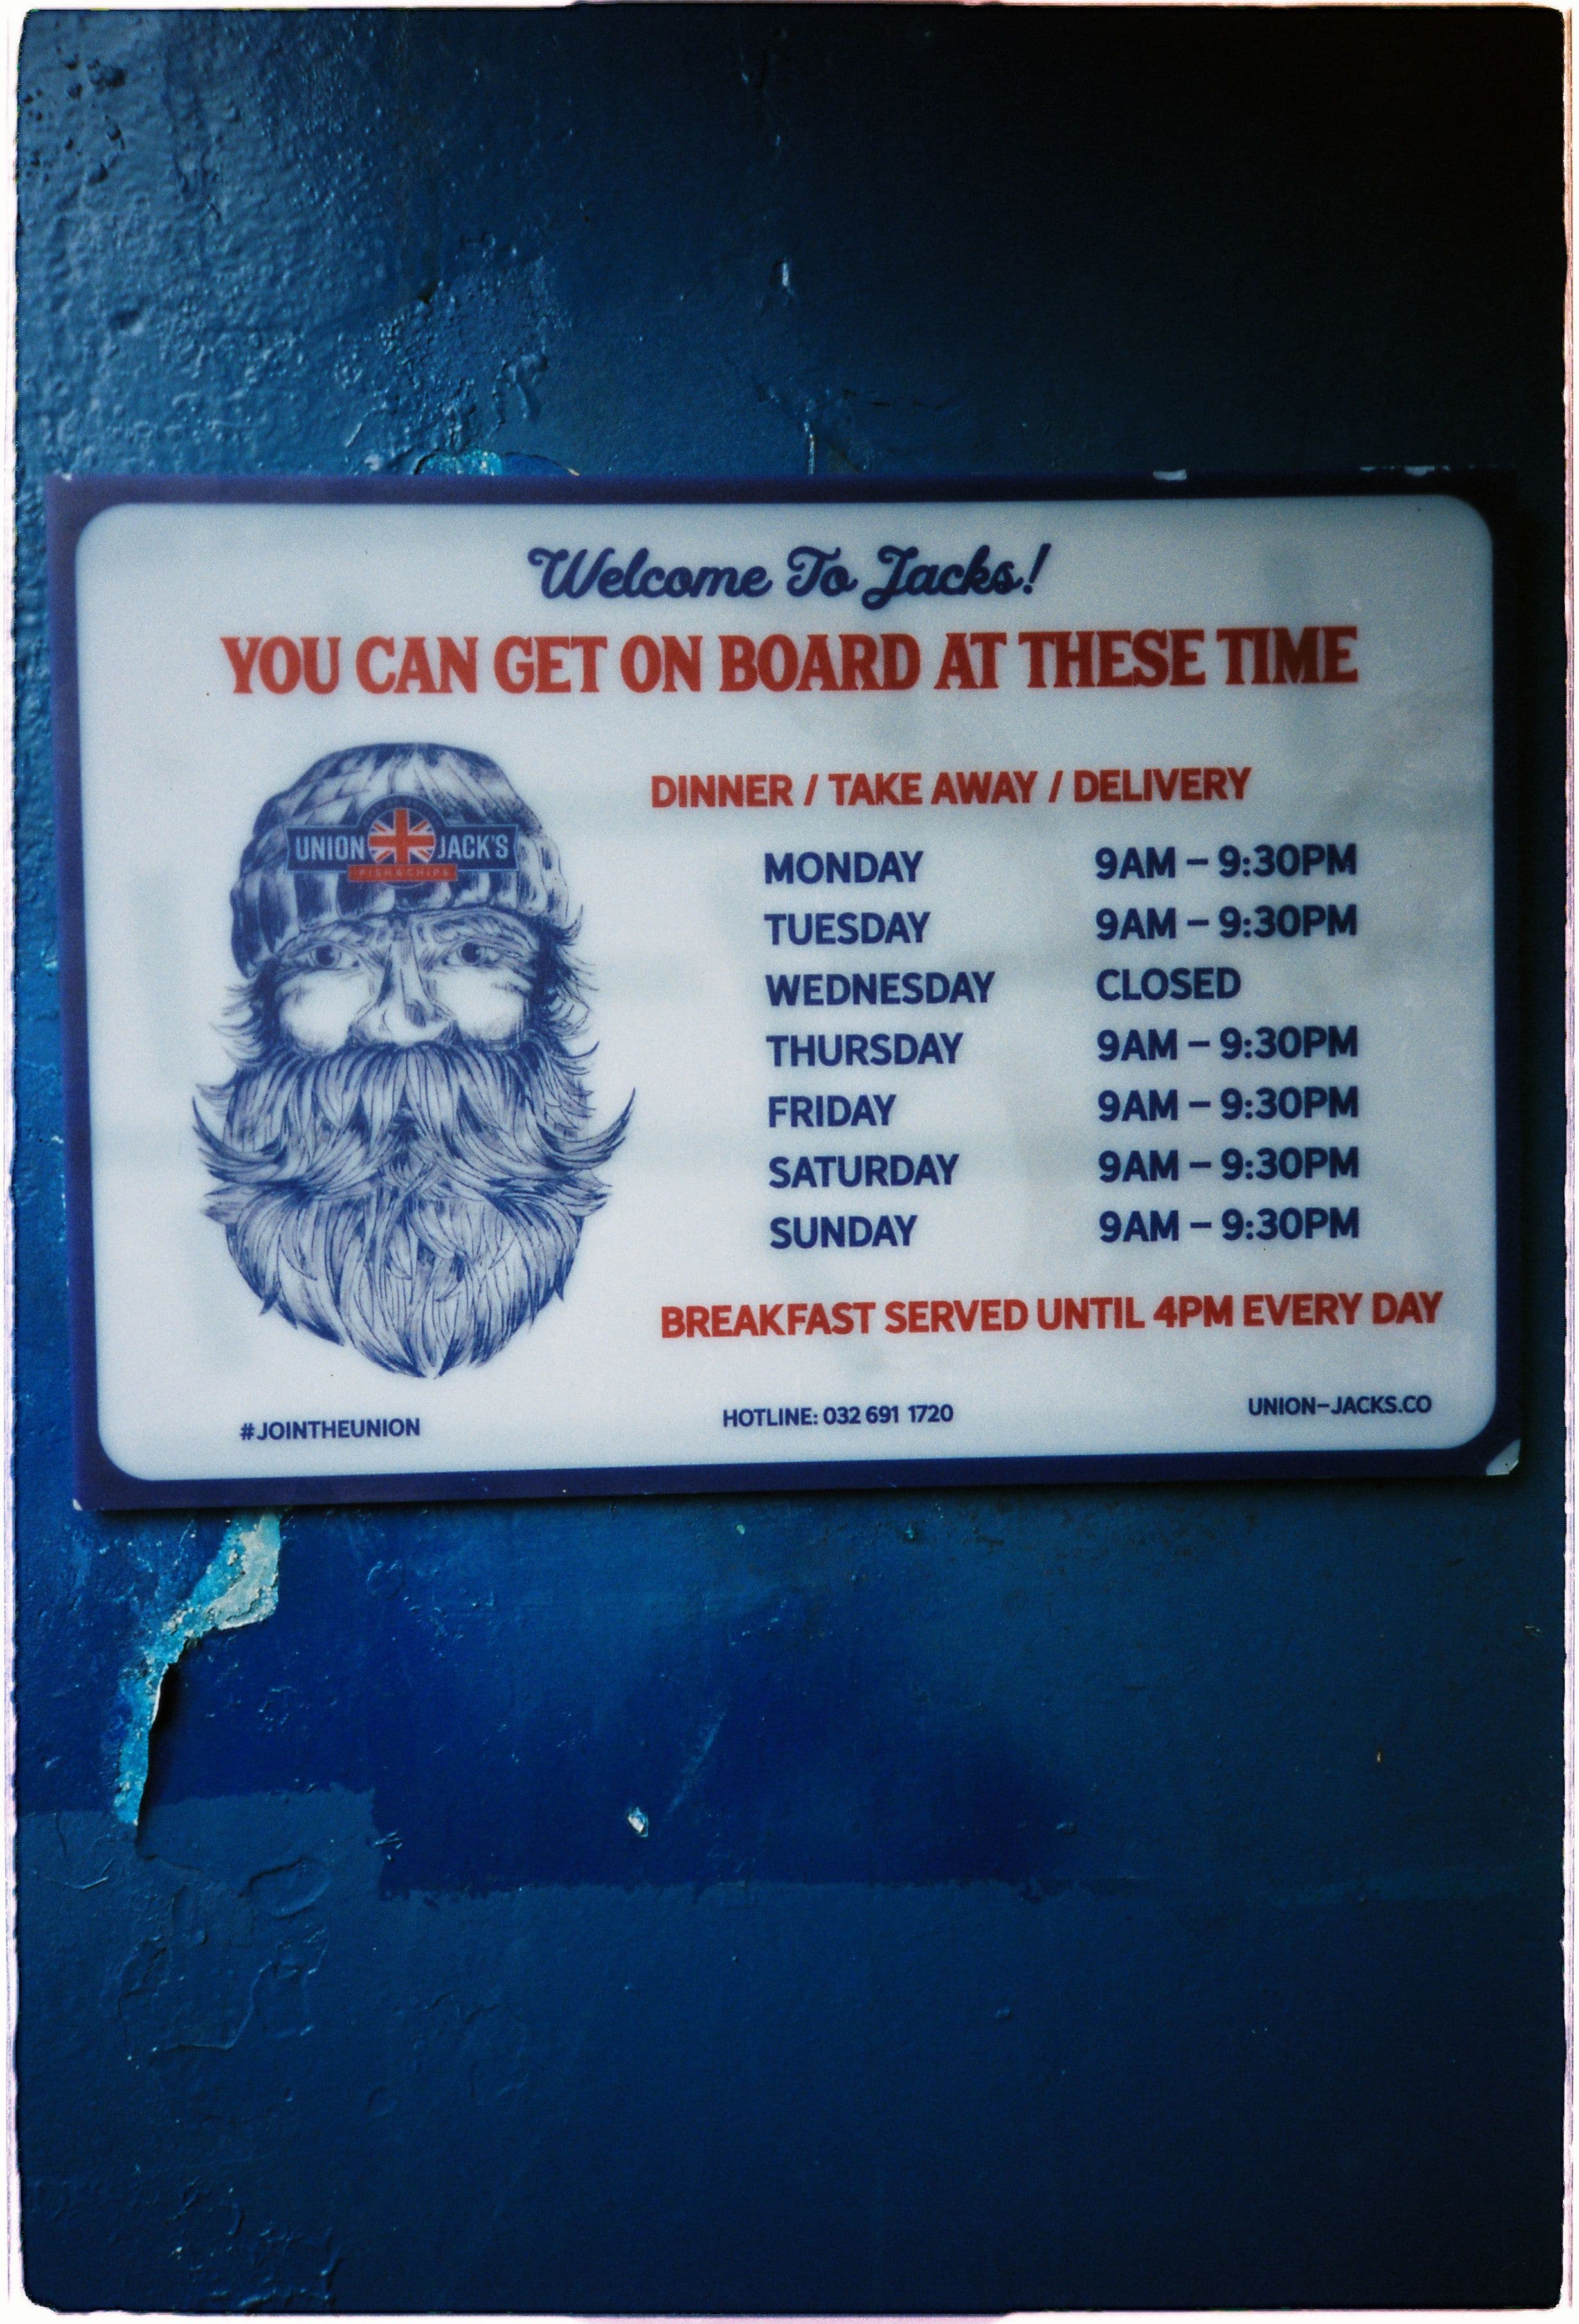 Welcome To Jacks!
YOU CAN GET ON BOARD AT THESE TIME
UNION JACK'S
FISH & CHIPS
DINNER / TAKE AWAY / DELIVERY
MONDAY 9AM – 9:30PM
TUESDAY 9AM – 9:30PM
WEDNESDAY CLOSED
THURSDAY 9AM – 9:30PM
FRIDAY 9AM – 9:30PM
SATURDAY 9AM – 9:30PM
SUNDAY 9AM – 9:30PM
BREAKFAST SERVED UNTIL 4PM EVERY DAY
#JOINTHEUNION HOTLINE: 032 691 1720 UNION-JACKS.CO